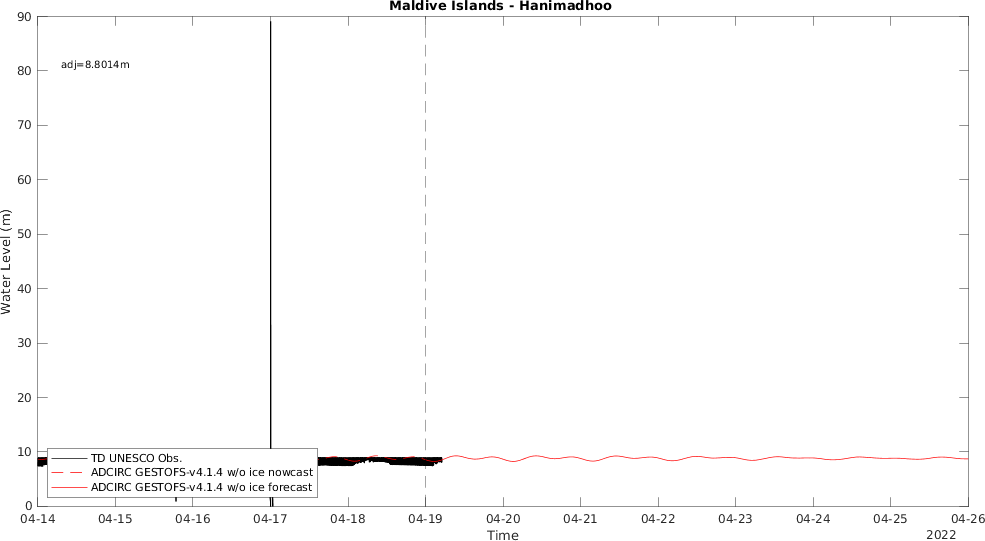 Maldive Islands - Hanimadhoo
adj=8.8014m
Water Level (m)
90
80
70
60
50
40
30
20
10
0
TD UNESCO Obs.
ADCIRC GESTOFS-v4.1.4 w/o ice nowcast
ADCIRC GESTOFS-v4.1.4 w/o ice forecast
04-14 04-15 04-16 04-17 04-18 04-19 04-20 04-21 04-22 04-23 04-24 04-25 04-26
Time
2022